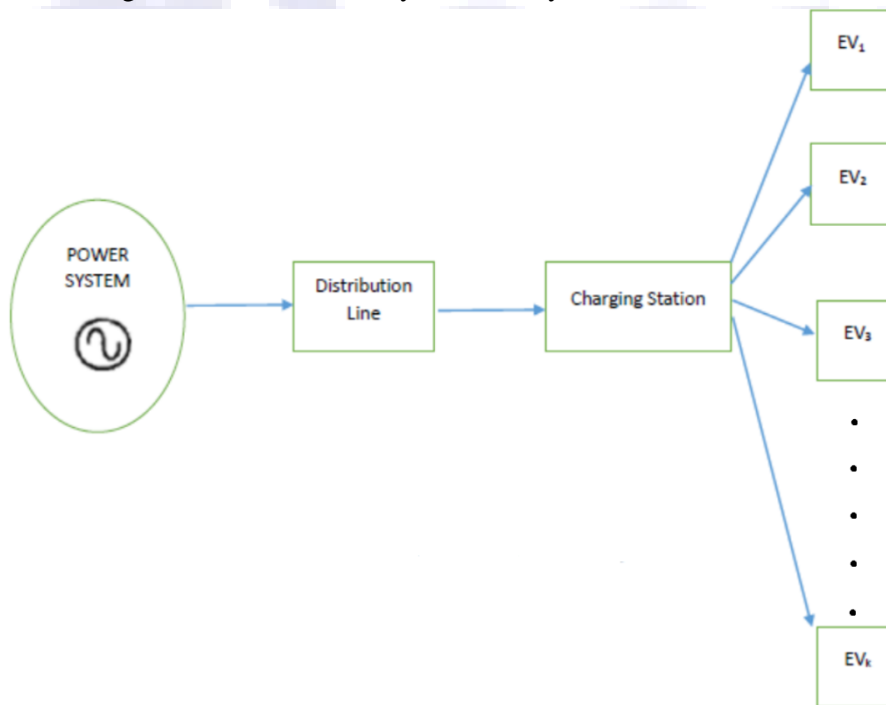 POWER
SYSTEM
Distribution
Line
Charging Station
EV₁
EV₂
EV₃
EVₖ